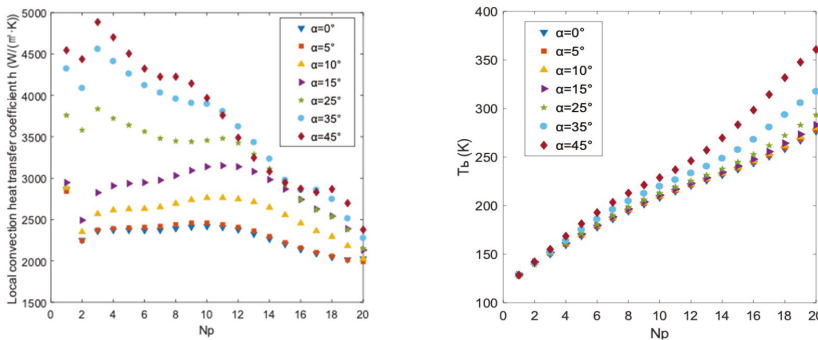 Local convection heat transfer coefficient h (W/(㎡·K)
5000
4500
4000
3500
3000
2500
2000
1500
0 2 4 6 8 10 12 14 16 18 20
Np
α=0°
α=5°
α=10°
α=15°
α=25°
α=35°
α=45°
Tb (K)
400
350
300
250
200
150
100
0 2 4 6 8 10 12 14 16 18 20
Np
α=0°
α=5°
α=10°
α=15°
α=25°
α=35°
α=45°